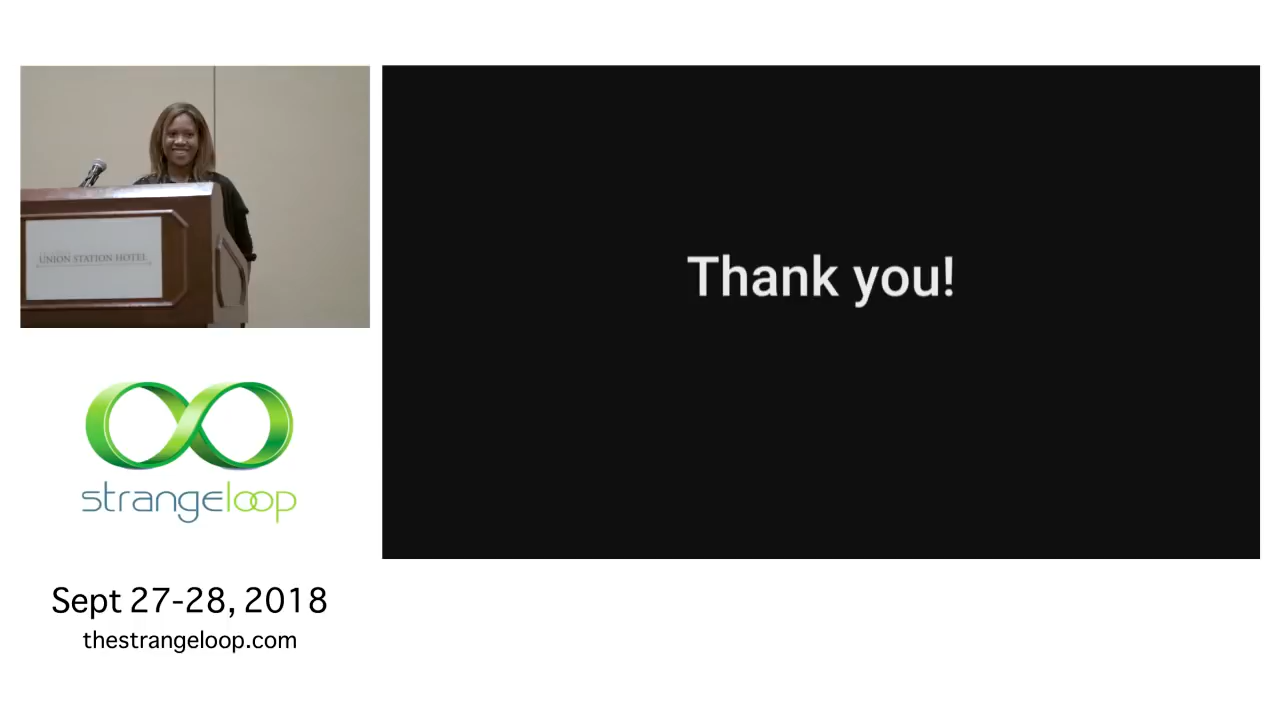 UNION STATION HOTEL
Thank you!
strangeloop
Sept 27-28, 2018
thestrangeloop.com